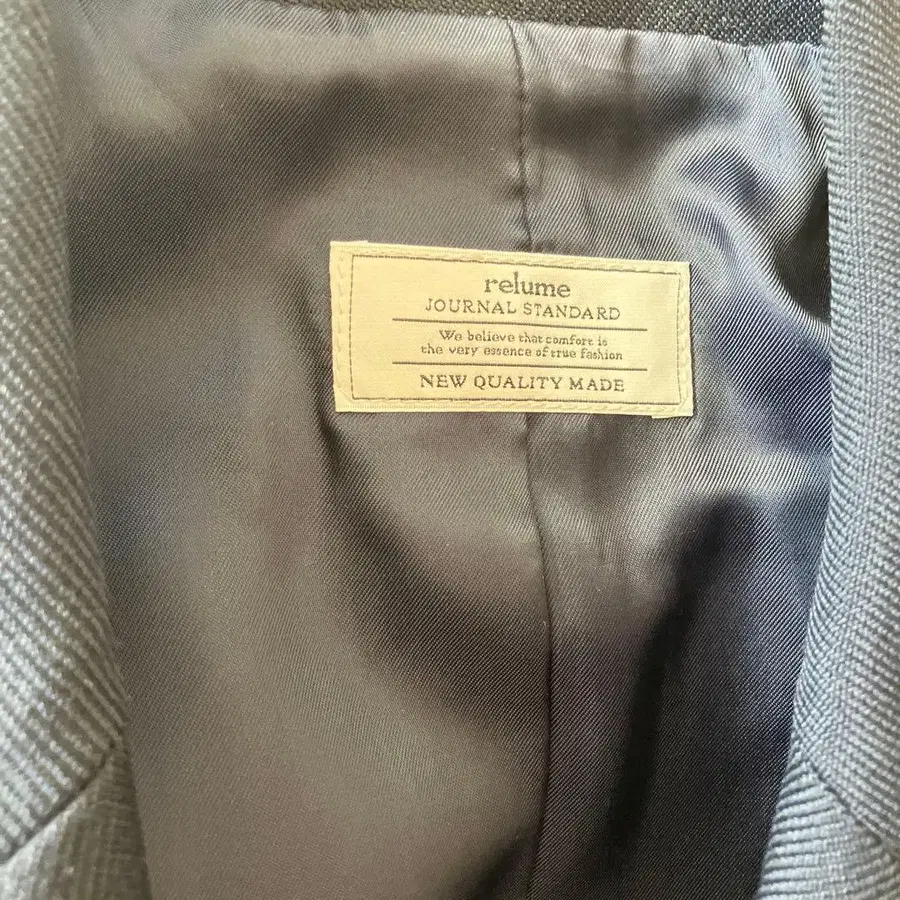 relume
JOURNAL STANDARD
We believe that comfort is
the very essence of true fashion
NEW QUALITY MADE